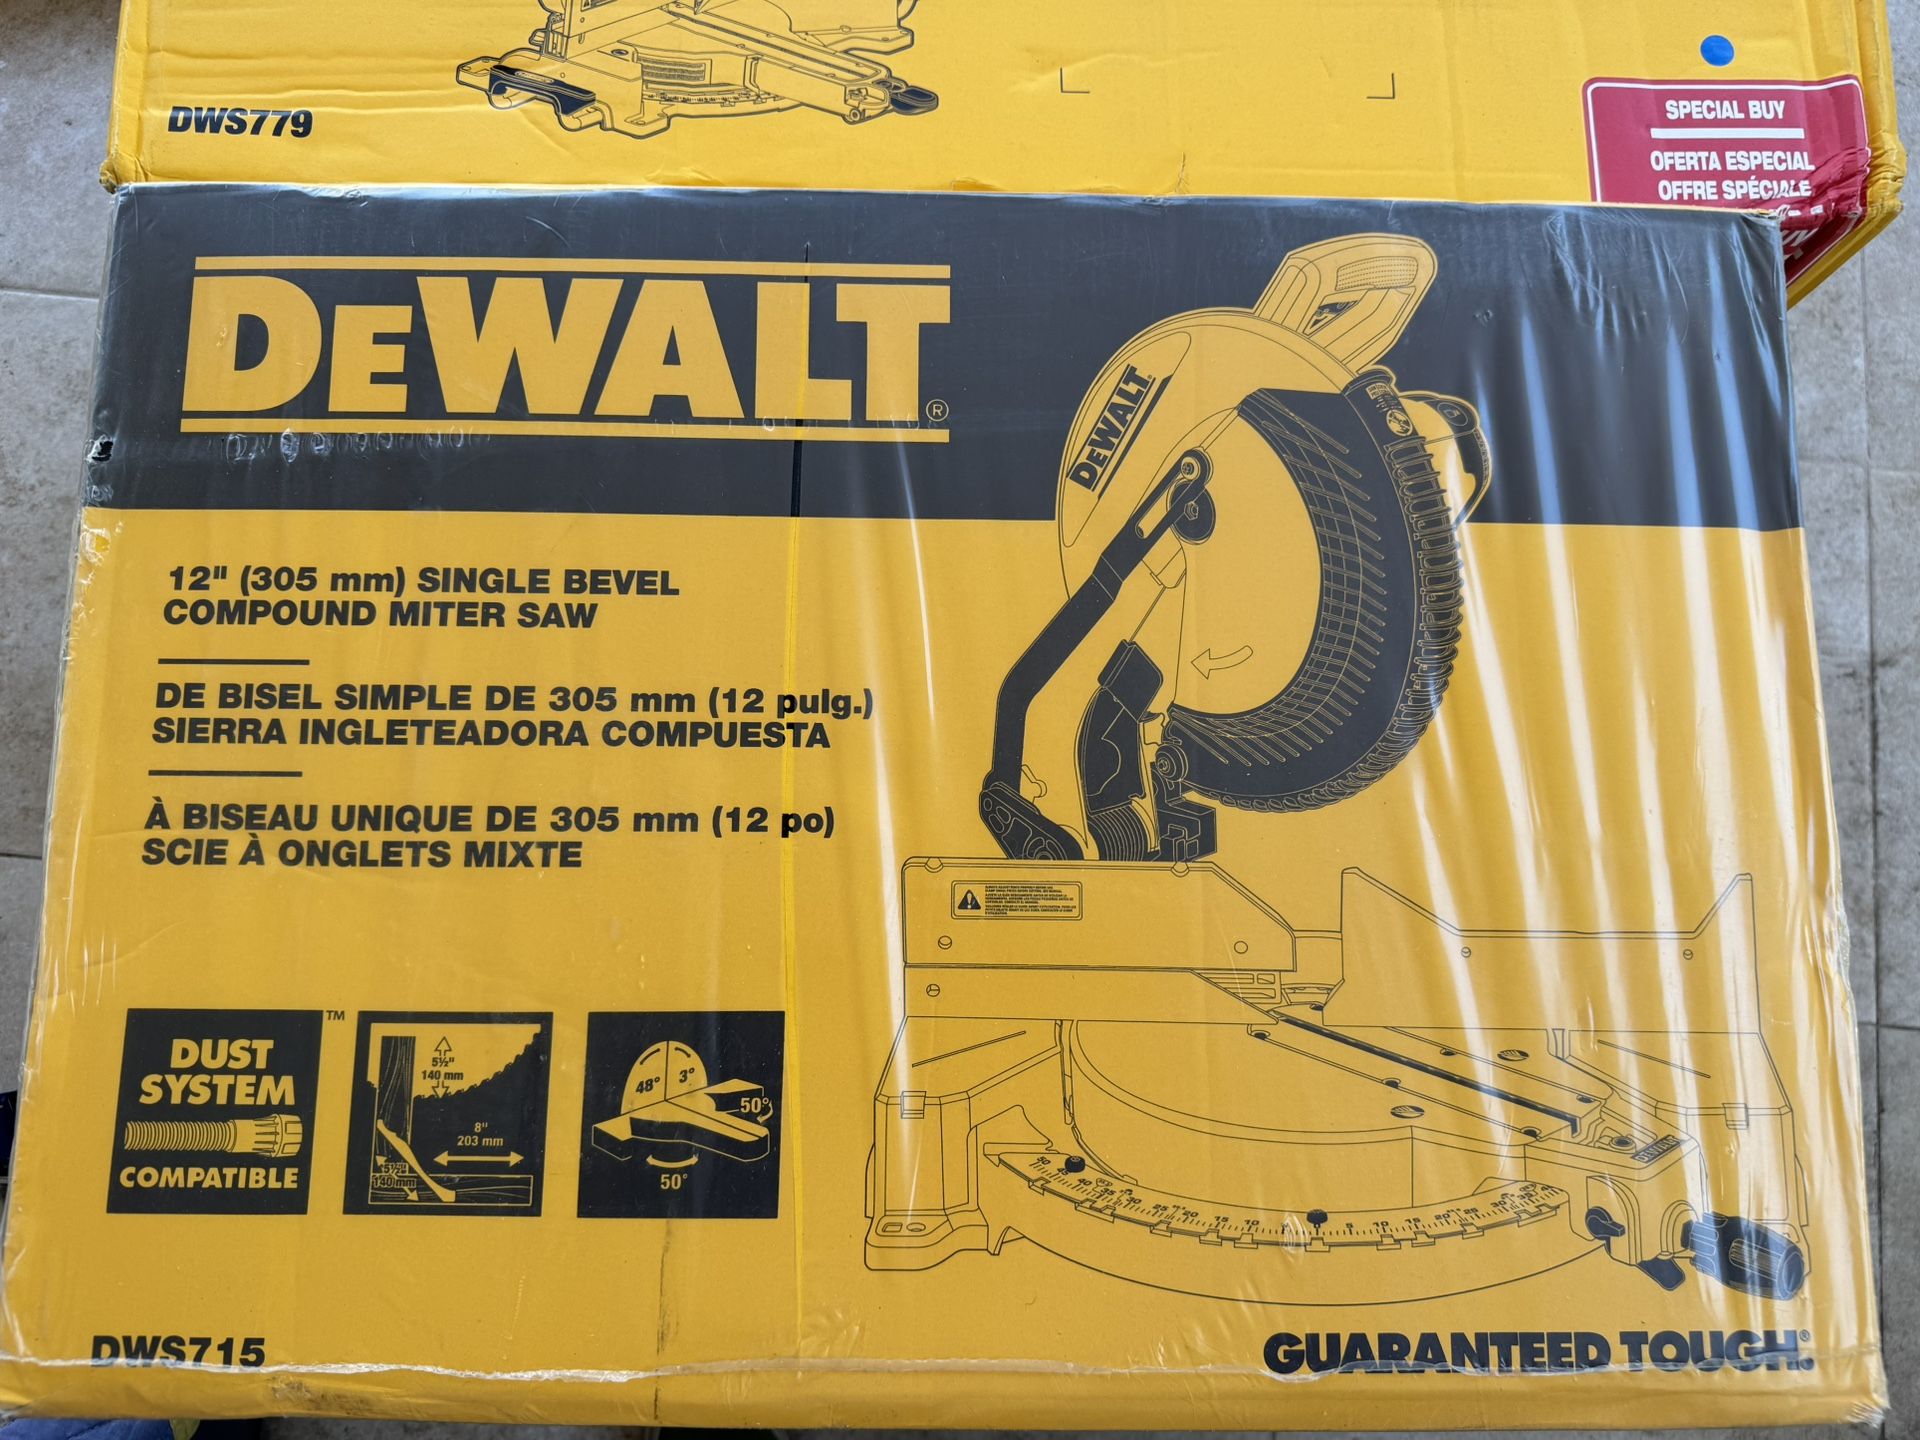 DWS779
SPECIAL BUY
OFERTA ESPECIAL
OFFRE SPÉCIALE
DEWALT®
DEWALT
12" (305 mm) SINGLE BEVEL
COMPOUND MITER SAW
DE BISEL SIMPLE DE 305 mm (12 pulg.)
SIERRA INGLETEADORA COMPUESTA
À BISEAU UNIQUE DE 305 mm (12 po)
SCIE À ONGLETS MIXTE
DUST
SYSTEM
COMPATIBLE
TM
5½"
140 mm
8"
203 mm
5½"
140 mm
48° 3°
50°
50°
DEWALT
DWS715
GUARANTEED TOUGH®